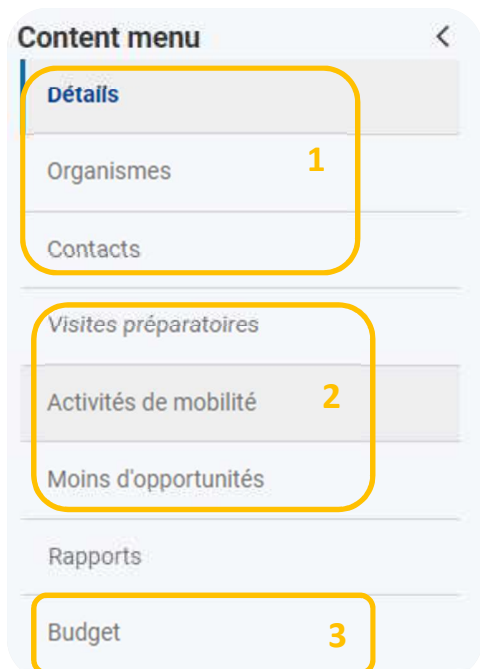 Content menu
Détails
Organismes
1
Contacts
Visites préparatoires
Activités de mobilité
2
Moins d'opportunités
Rapports
Budget
3